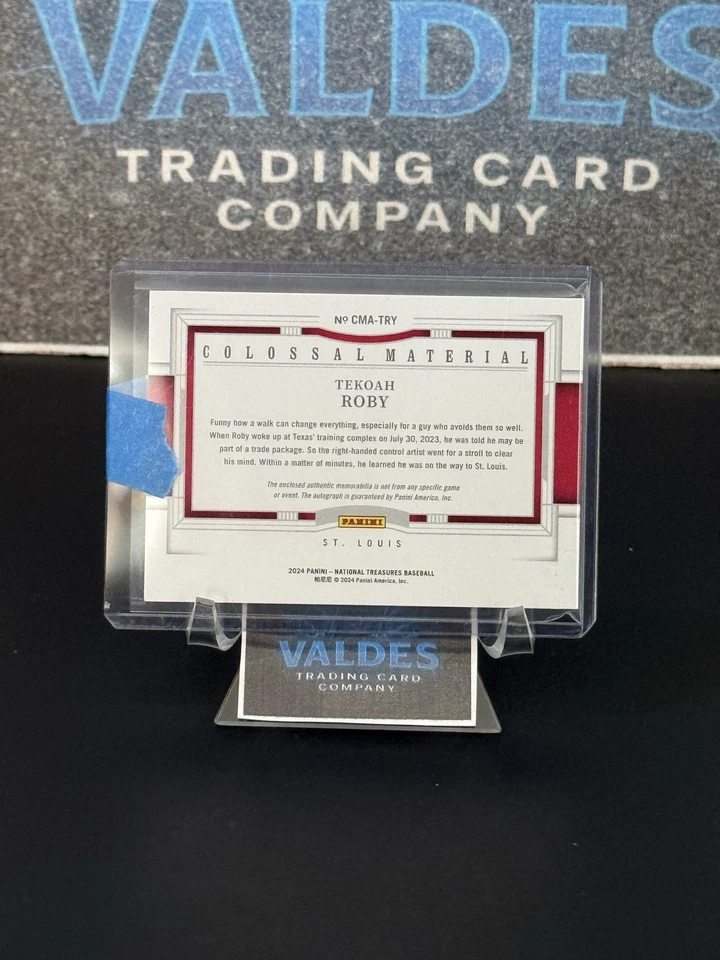 VALDES
TRADING CARD
COMPANY
Nº CMA-TRY
COLOSSAL MATERIAL
TEKOAH
ROBY
Funny how a walk can change everything, especially for a guy who avoids them so well.
When Roby woke up at Texas' training complex on July 30, 2023, he was told he may be
part of a trade package. So the right-handed control artist went for a stroll to clear
his mind. Within a matter of minutes, he learned he was on the way to St. Louis.
The enclosed authentic memorabilia is not from any specific game
or event. The autograph is guaranteed by Panini America, Inc.
PANINI
ST. LOUIS
2024 PANINI – NATIONAL TREASURES BASEBALL
帕尼尼 © 2024 Panini America, Inc.
VALDES
TRADING CARD
COMPANY